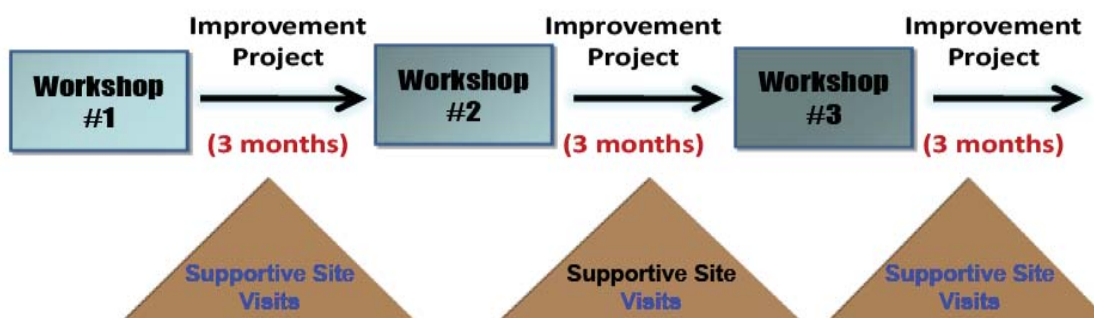 Improvement
Project
Improvement
Project
Improvement
Project
Workshop
#1
Workshop
#2
Workshop
#3
(3 months)
(3 months)
(3 months)
Supportive Site
Visits
Supportive Site
Visits
Supportive Site
Visits